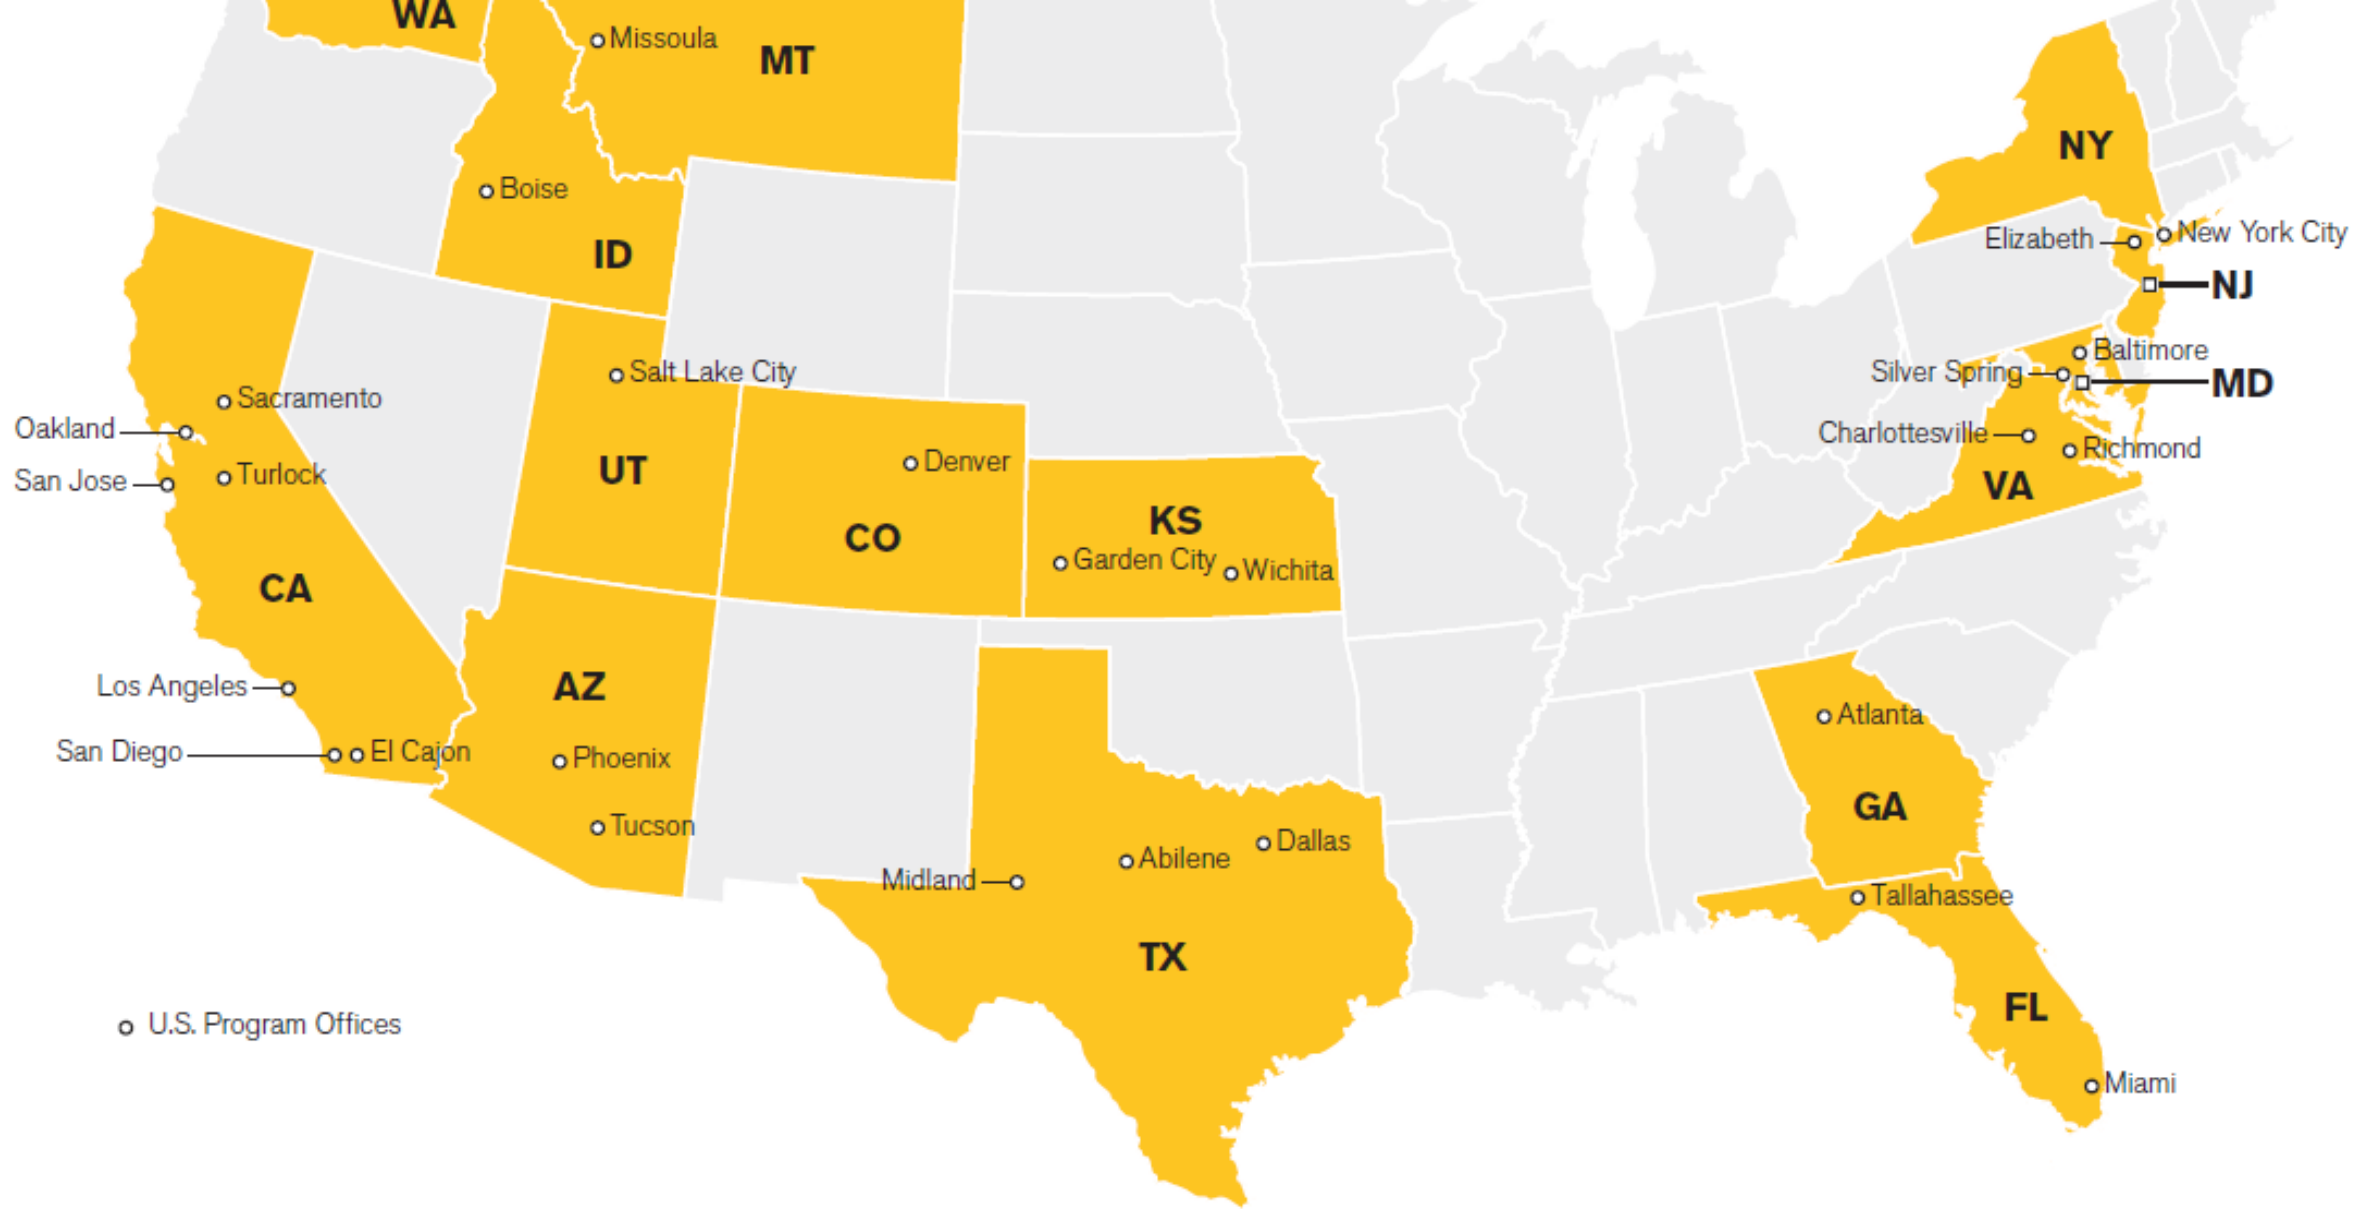 WA
Missoula
MT
NY
Boise
New York City
Elizabeth
ID
NJ
Baltimore
Salt Lake City
Silver Spring
MD
Sacramento
Oakland
Charlottesville
Richmond
Denver
UT
Turlock
San Jose
VA
KS
CO
Garden City
Wichita
CA
AZ
Los Angeles
Atlanta
San Diego
El Cajon
Phoenix
GA
Tucson
Dallas
Abilene
Midland
Tallahassee
TX
FL
U.S. Program Offices
Miami